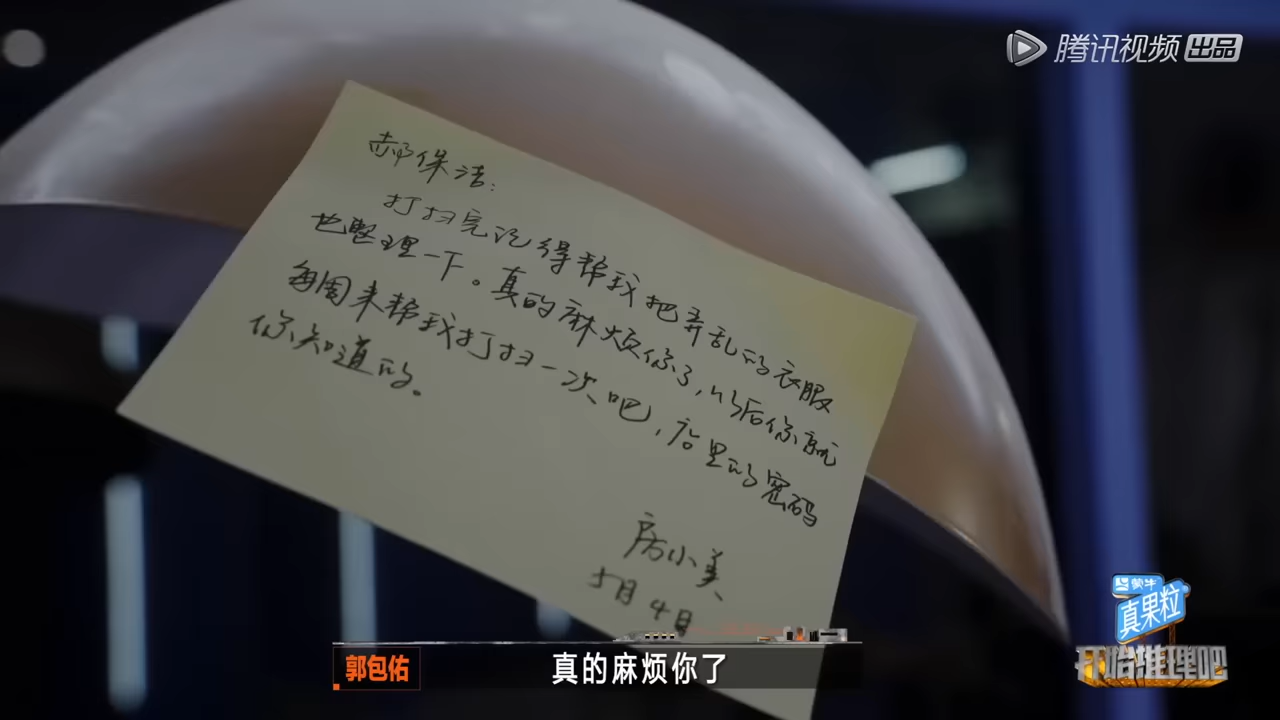 腾讯视频 出品
郝保洁：
打扫完记得帮我把弄乱的衣服
也整理一下。真的麻烦你了，以后你就
每周来帮我打扫一次吧，店里的密码
你知道的。
房小美
5月4日
蒙牛
真果粒
开始推理吧
郭包佑
真的麻烦你了